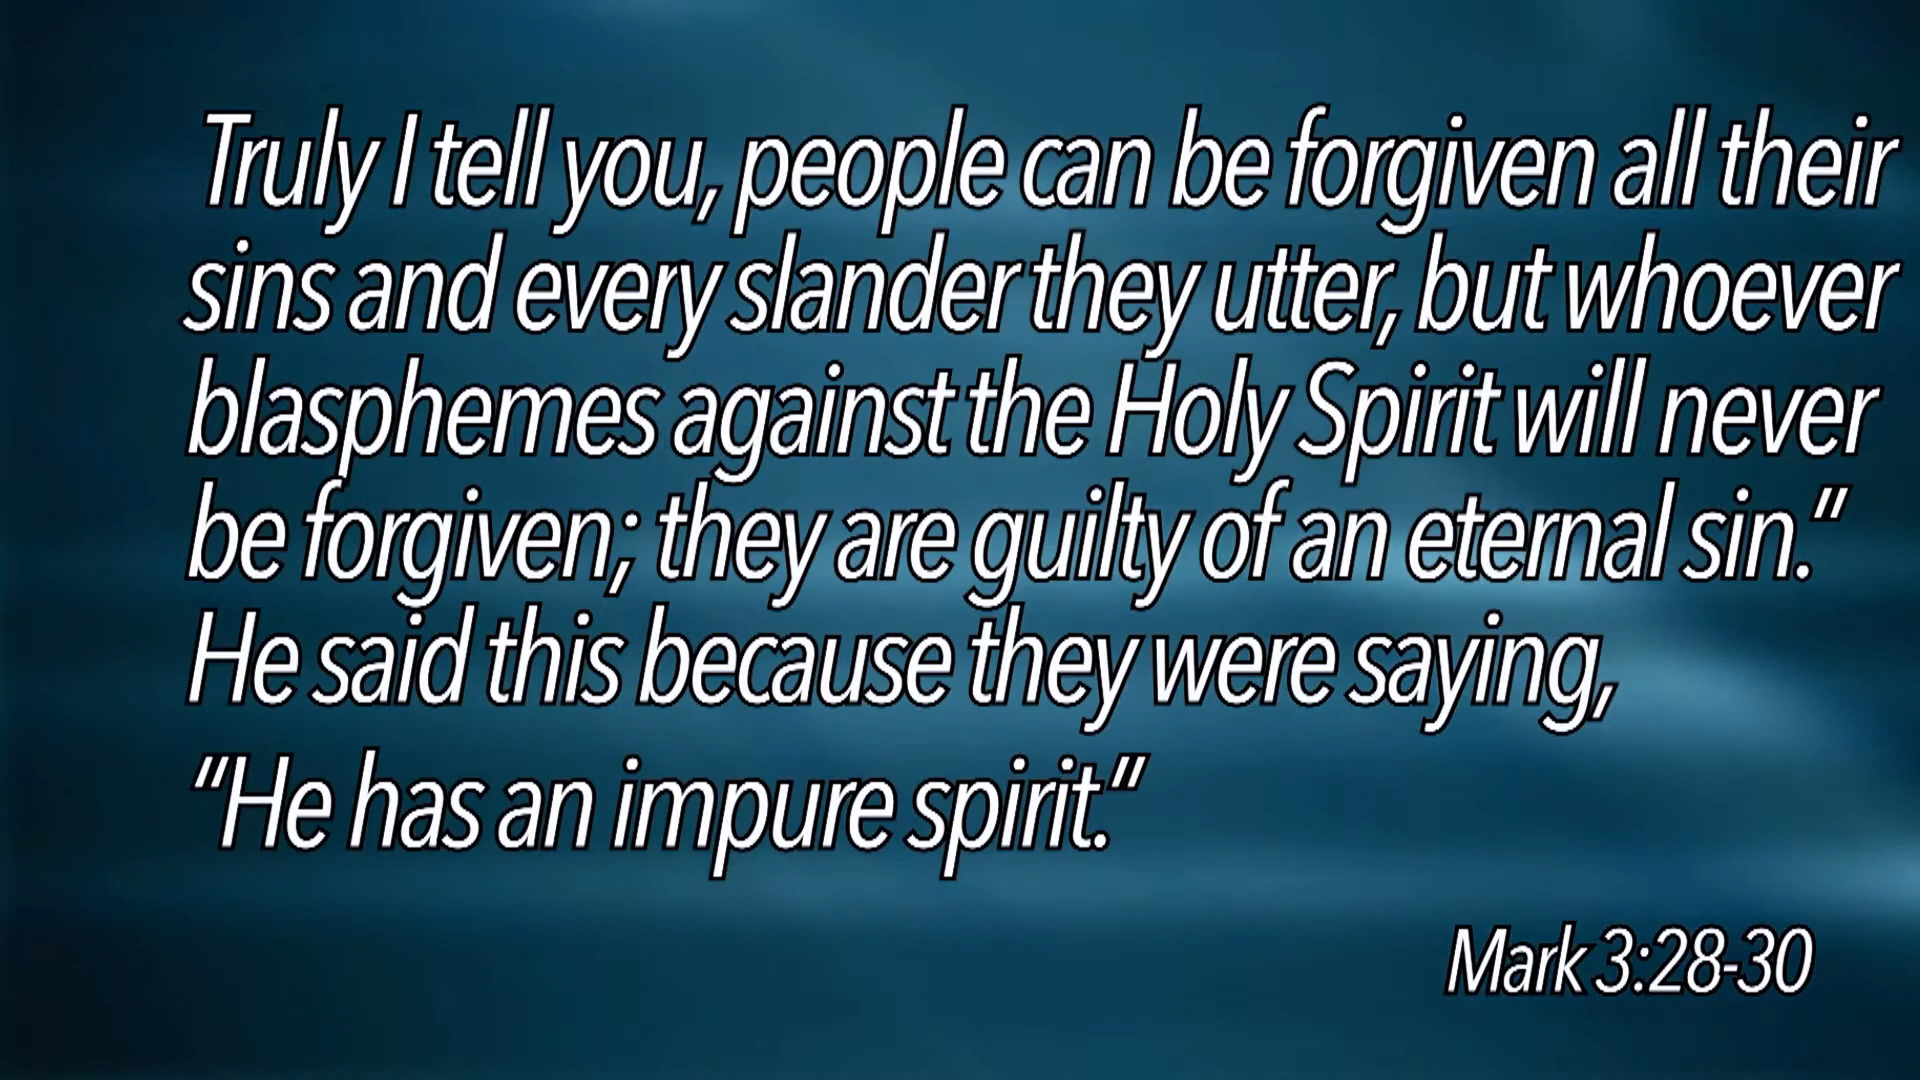 Truly I tell you, people can be forgiven all their
sins and every slander they utter, but whoever
blasphemes against the Holy Spirit will never
be forgiven; they are guilty of an eternal sin.”
He said this because they were saying,
“He has an impure spirit.”
Mark 3:28-30